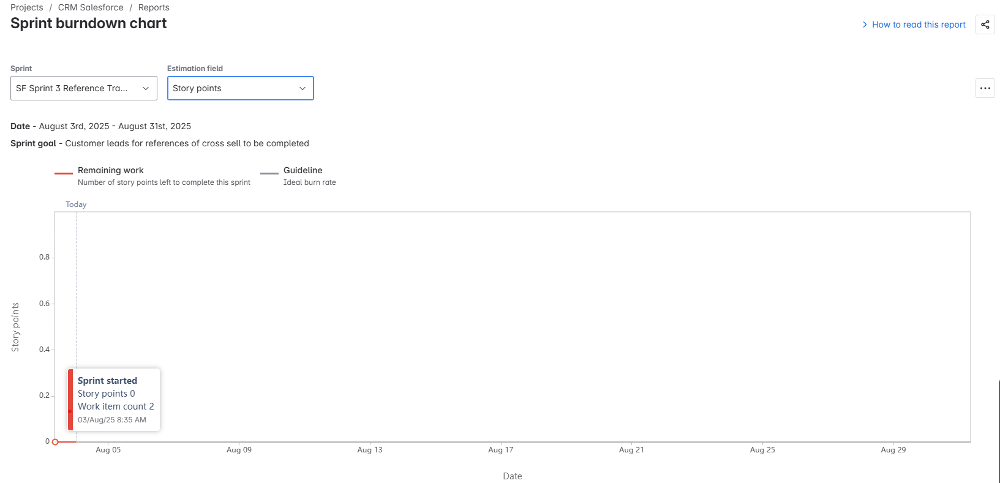 Projects / CRM Salesforce / Reports
Sprint burndown chart
How to read this report
Sprint
Estimation field
SF Sprint 3 Reference Tra...
Story points
Date - August 3rd, 2025 - August 31st, 2025
Sprint goal - Customer leads for references of cross sell to be completed
Remaining work
Number of story points left to complete this sprint
Guideline
Ideal burn rate
Today
0.8
0.6
0.4
0.2
0
Story points
Sprint started
Story points 0
Work item count 2
03/Aug/25 8:35 AM
Aug 05
Aug 09
Aug 13
Aug 17
Aug 21
Aug 25
Aug 29
Date